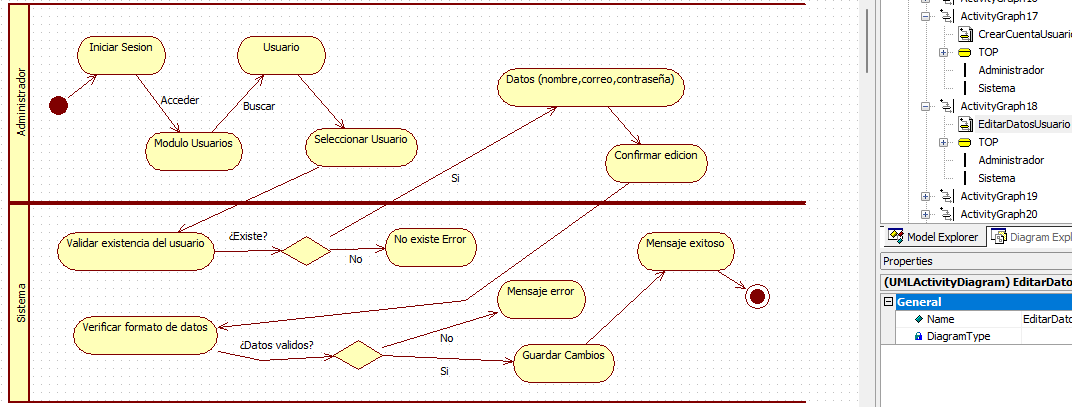 Administrador
Iniciar Sesion
Usuario
Acceder
Buscar
Modulo Usuarios
Seleccionar Usuario
Datos (nombre,correo,contraseña)
Confirmar edicion
Si
Sistema
Validar existencia del usuario
¿Existe?
No
No existe Error
Mensaje exitoso
Verificar formato de datos
¿Datos validos?
No
Mensaje error
Si
Guardar Cambios
ActivityGraph17
CrearCuentaUsuario
TOP
Administrador
Sistema
ActivityGraph18
EditarDatosUsuario
TOP
Administrador
Sistema
ActivityGraph19
ActivityGraph20
Model Explorer
Diagram Expl
Properties
(UMLActivityDiagram) EditarDato
General
Name
EditarDato
DiagramType